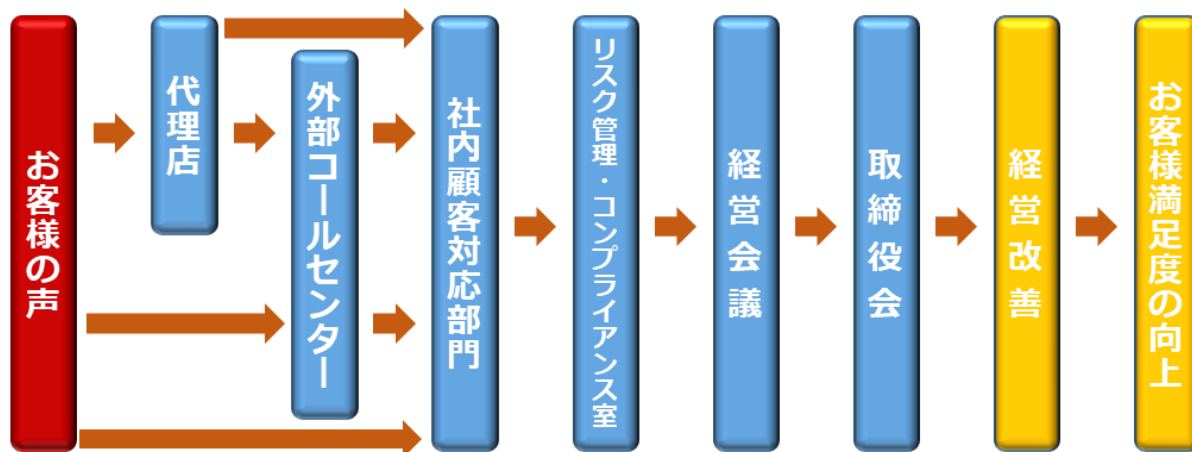 お客様の声
代理店
外部コールセンター
社内顧客対応部門
リスク管理・コンプライアンス室
経営会議
取締役会
経営改善
お客様満足度の向上